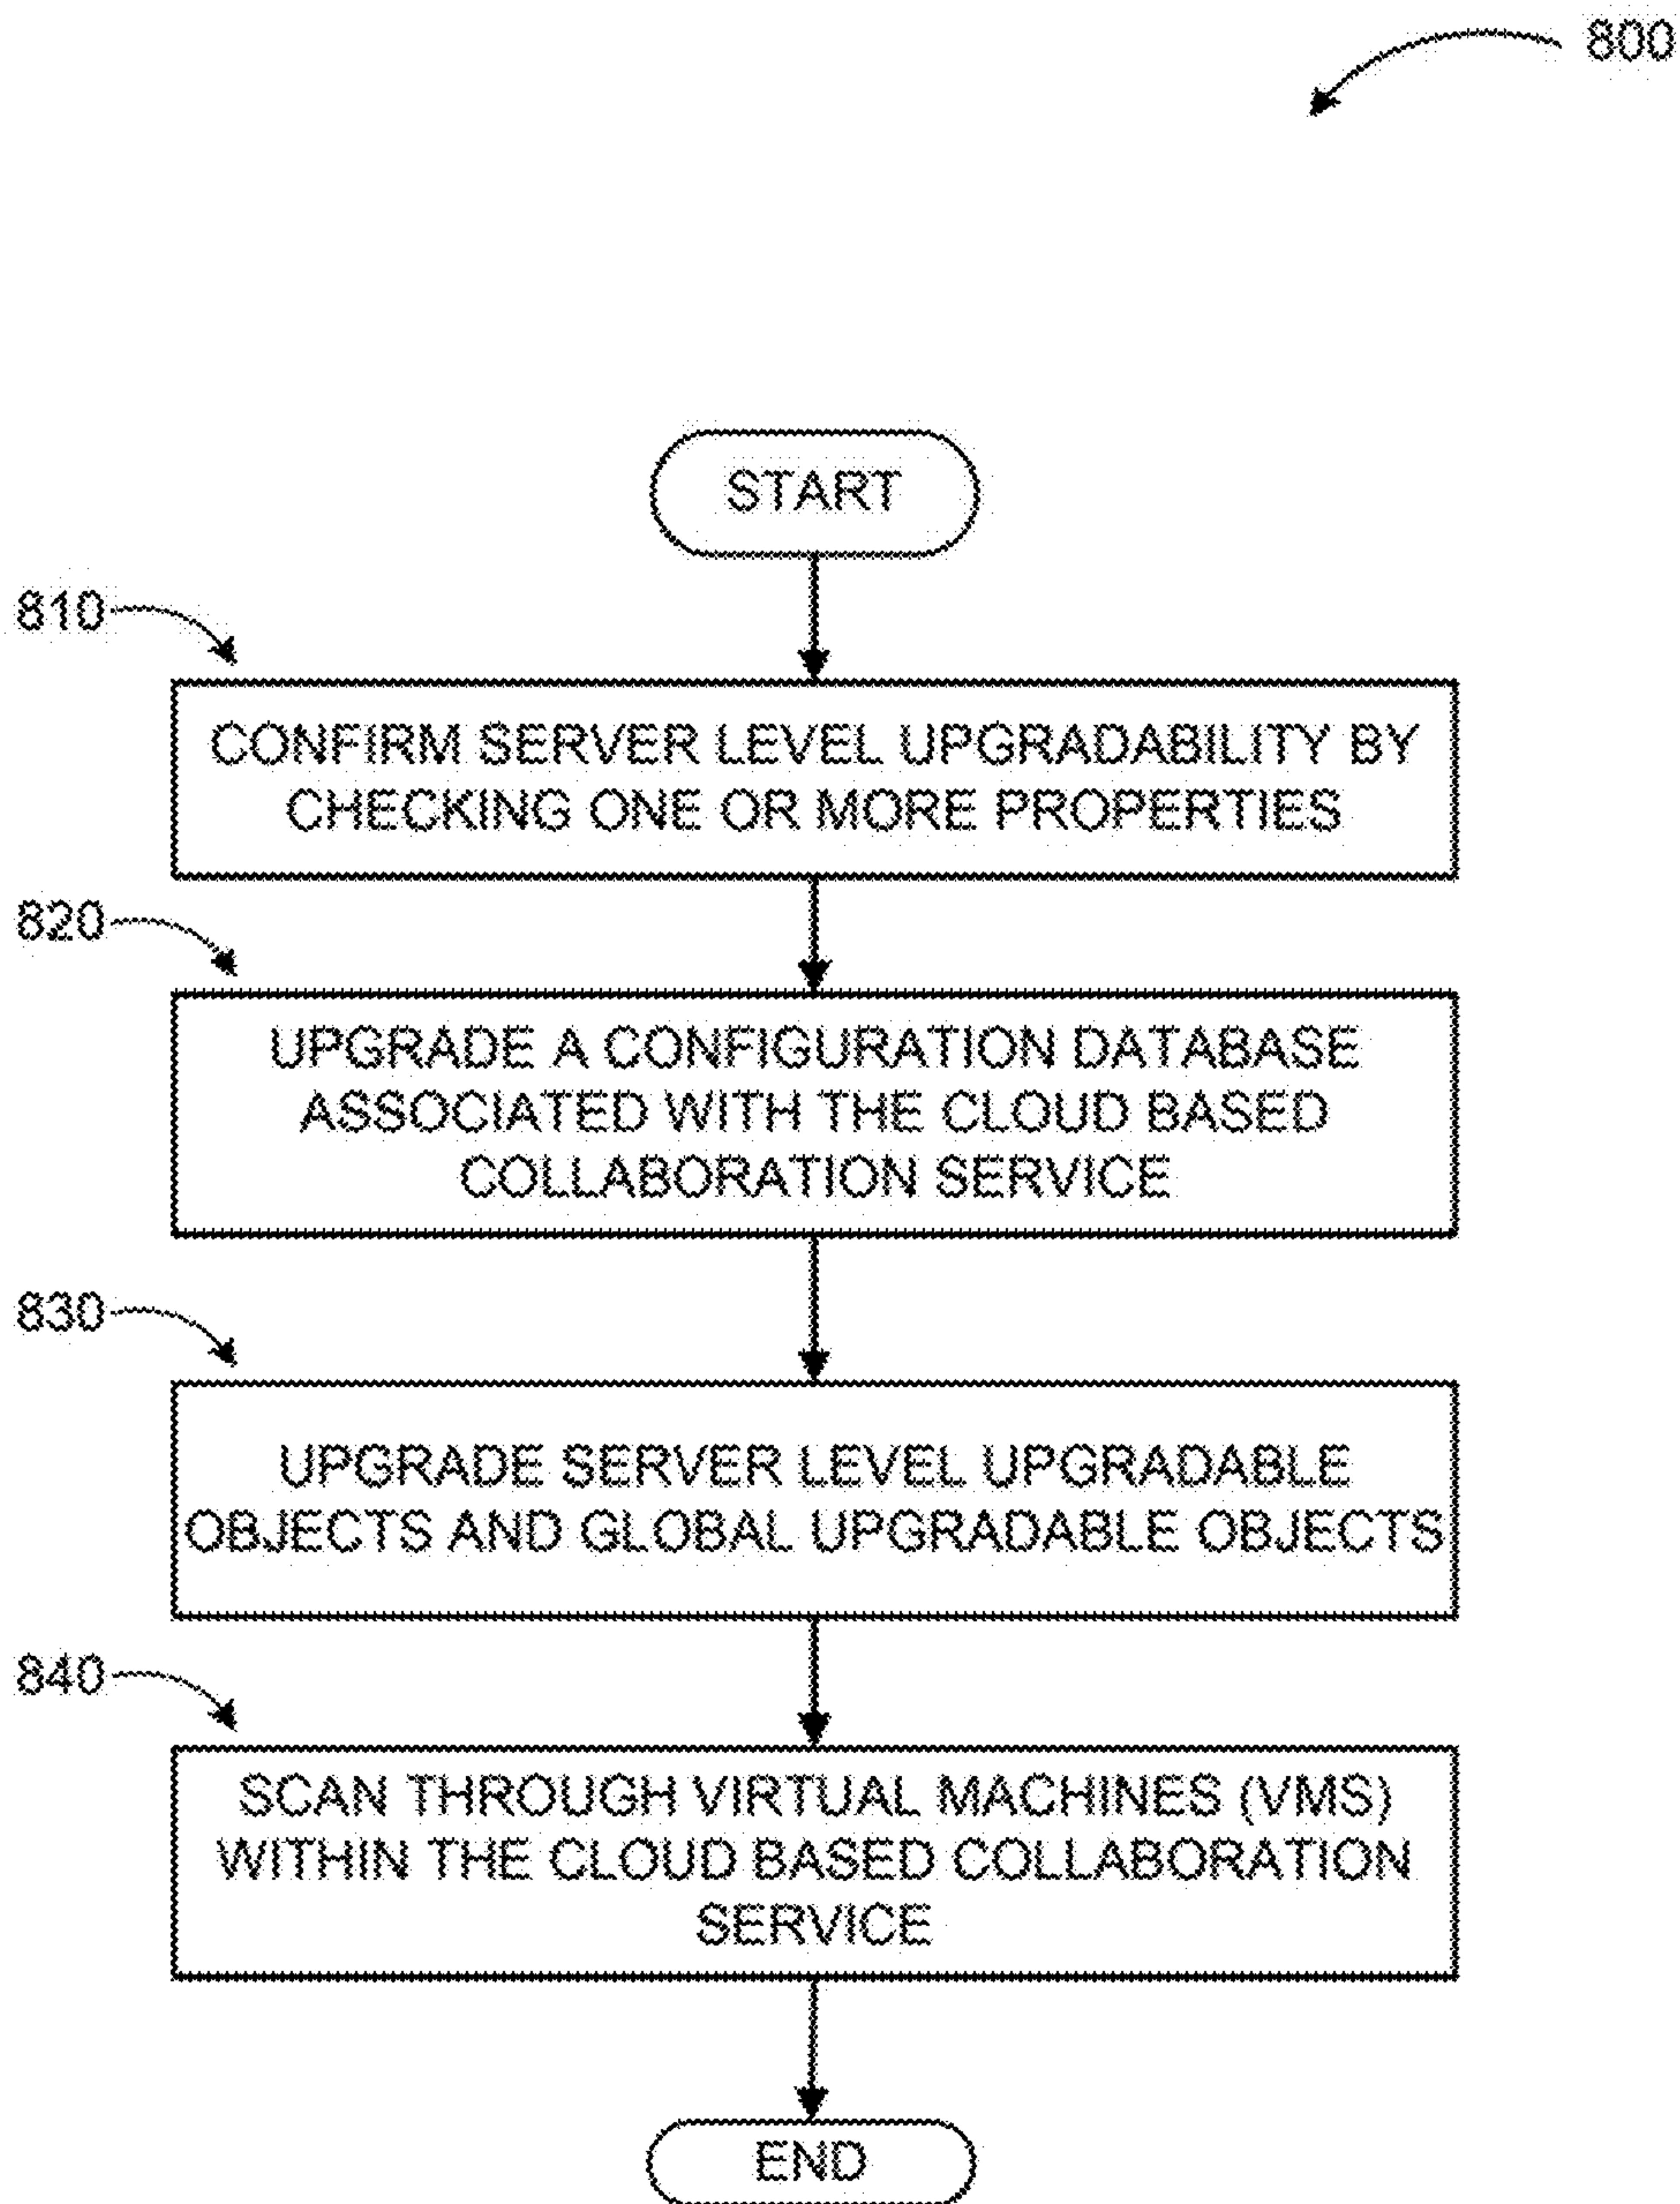 800
START
810
CONFIRM SERVER LEVEL UPGRADABILITY BY
CHECKING ONE OR MORE PROPERTIES
820
UPGRADE A CONFIGURATION DATABASE
ASSOCIATED WITH THE CLOUD BASED
COLLABORATION SERVICE
830
UPGRADE SERVER LEVEL UPGRADABLE
OBJECTS AND GLOBAL UPGRADABLE OBJECTS
840
SCAN THROUGH VIRTUAL MACHINES (VMS)
WITHIN THE CLOUD BASED COLLABORATION
SERVICE
END